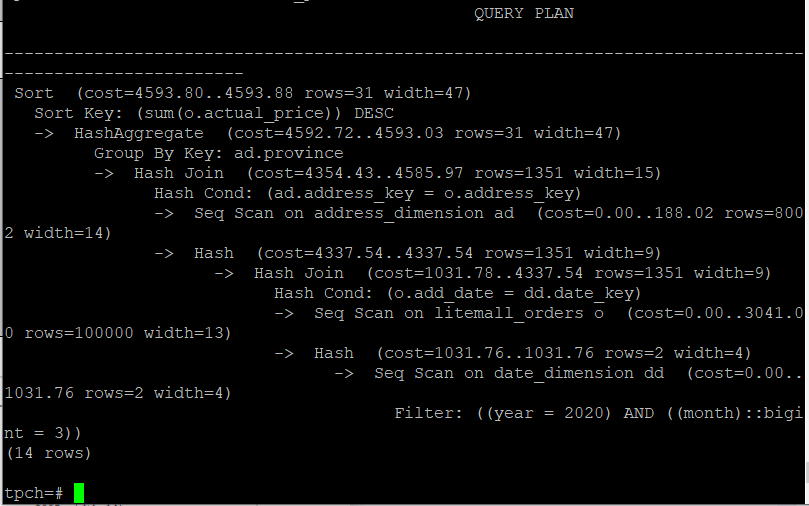 QUERY PLAN
--------------------------------------------------------------------------------
------------------------
Sort  (cost=4593.80..4593.88 rows=31 width=47)
  Sort Key: (sum(o.actual_price)) DESC
  ->  HashAggregate  (cost=4592.72..4593.03 rows=31 width=47)
        Group By Key: ad.province
        ->  Hash Join  (cost=4354.43..4585.97 rows=1351 width=15)
              Hash Cond: (ad.address_key = o.address_key)
              ->  Seq Scan on address_dimension ad  (cost=0.00..188.02 rows=800
2 width=14)
              ->  Hash  (cost=4337.54..4337.54 rows=1351 width=9)
                    ->  Hash Join  (cost=1031.78..4337.54 rows=1351 width=9)
                          Hash Cond: (o.add_date = dd.date_key)
                          ->  Seq Scan on litemall_orders o  (cost=0.00..3041.0
0 rows=100000 width=13)
                          ->  Hash  (cost=1031.76..1031.76 rows=2 width=4)
                                ->  Seq Scan on date_dimension dd  (cost=0.00..
1031.76 rows=2 width=4)
                                      Filter: ((year = 2020) AND ((month)::bigi
nt = 3))
(14 rows)
tpch=#